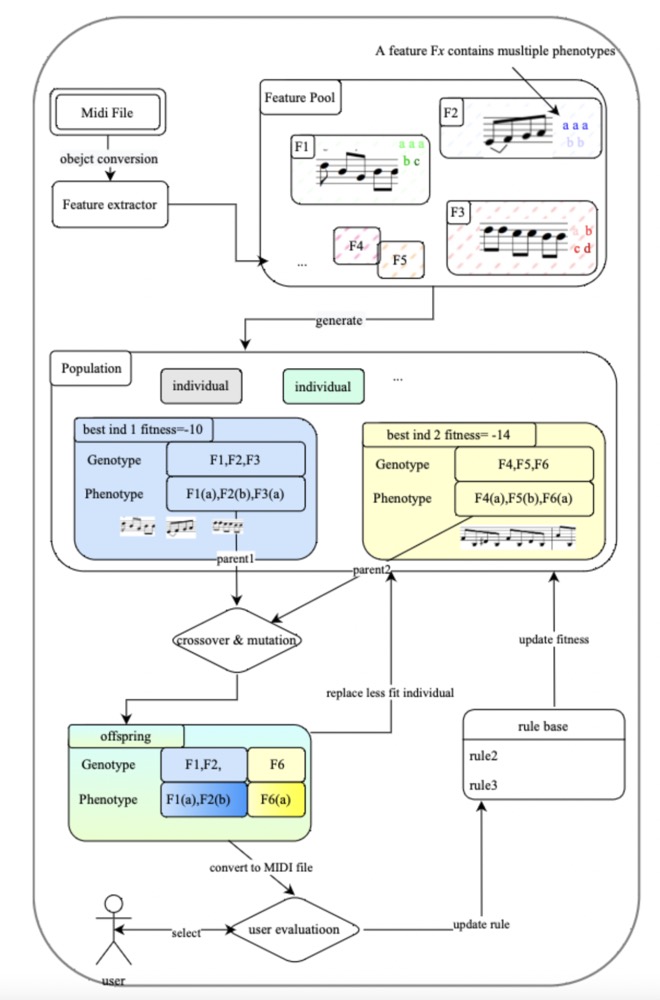 A feature Fx contains musltiple phenotypes
Midi File
obejct conversion
Feature extractor
Feature Pool
F1
a a a
b c
F2
a a a
b b
F3
a b
c d
F4
F5
...
generate
Population
individual
individual
...
best ind 1 fitness=-10
Genotype
F1,F2,F3
Phenotype
F1(a),F2(b),F3(a)
parent1
best ind 2 fitness= -14
Genotype
F4,F5,F6
Phenotype
F4(a),F5(b),F6(a)
parent2
crossover & mutation
update fitness
replace less fit individual
offspring
Genotype
F1,F2,
F6
Phenotype
F1(a),F2(b)
F6(a)
rule base
rule2
rule3
convert to MIDI file
user evaluatioon
update rule
select
user